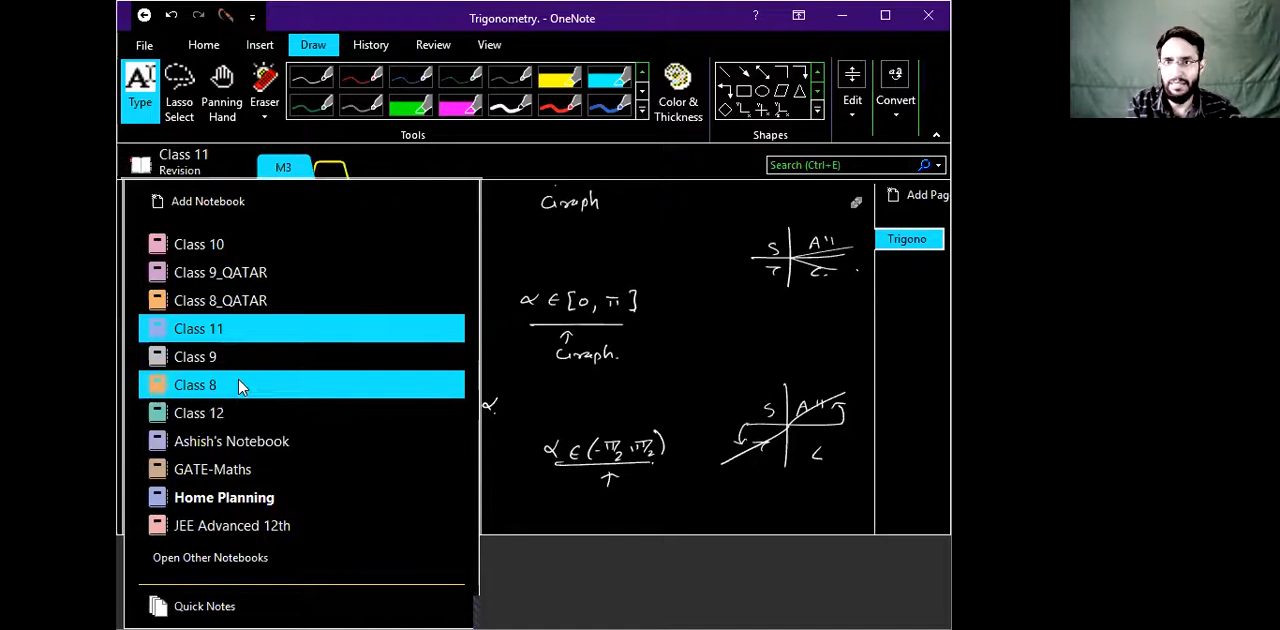 Trigonometry. - OneNote
?
File
Home
Insert
Draw
History
Review
View
Type
Lasso Select
Panning Hand
Eraser
Color & Thickness
Edit
Convert
Tools
Shapes
Class 11
Revision
M3
Search (Ctrl+E)
Add Notebook
Class 10
Class 9_QATAR
Class 8_QATAR
Class 11
Class 9
Class 8
Class 12
Ashish's Notebook
GATE-Maths
Home Planning
JEE Advanced 12th
Open Other Notebooks
Quick Notes
Graph
α ∈ [0, π]
↑
Graph.
α.
α ∈ (-π/2, π/2)
↑
S A"
T C.
S A"
T C
Add Pag
Trigono